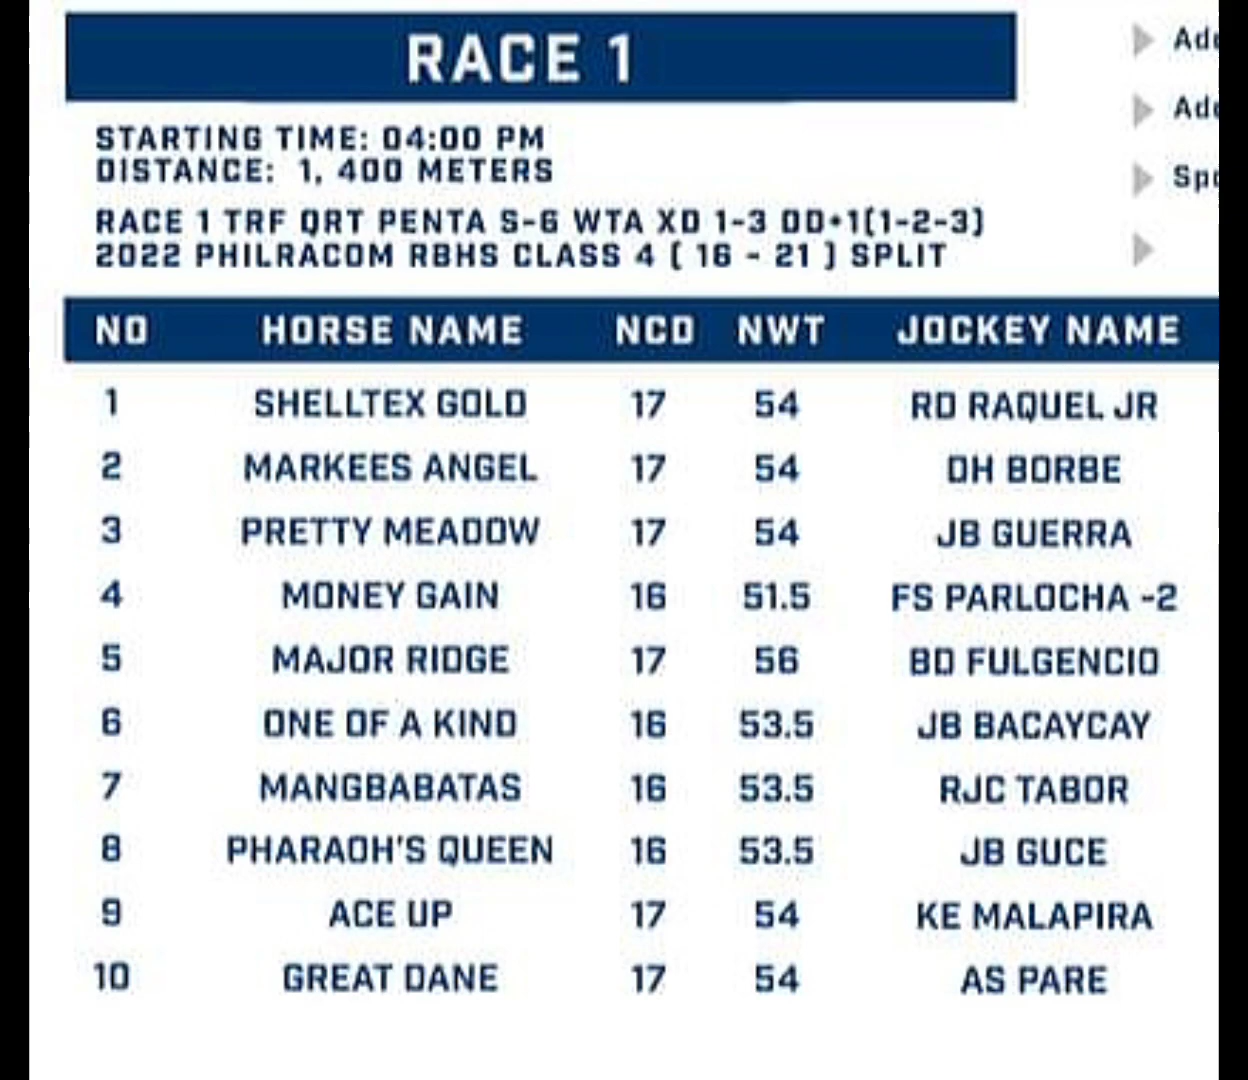 RACE 1
Ad
STARTING TIME: 04:00 PM
DISTANCE: 1, 400 METERS
Ad
Sp
RACE 1 TRF QRT PENTA S-6 WTA XD 1-3 DD+1(1-2-3)
2022 PHILRACOM RBHS CLASS 4 ( 16 - 21 ) SPLIT
NO HORSE NAME NCD NWT JOCKEY NAME
1 SHELLTEX GOLD 17 54 RO RAQUEL JR
2 MARKEES ANGEL 17 54 DH BORBE
3 PRETTY MEADOW 17 54 JB GUERRA
4 MONEY GAIN 16 51.5 FS PARLOCHA -2
5 MAJOR RIDGE 17 56 BD FULGENCIO
6 ONE OF A KIND 16 53.5 JB BACAYCAY
7 MANGBABATAS 16 53.5 RJC TABOR
8 PHARAOH'S QUEEN 16 53.5 JB GUCE
9 ACE UP 17 54 KE MALAPIRA
10 GREAT DANE 17 54 AS PARE